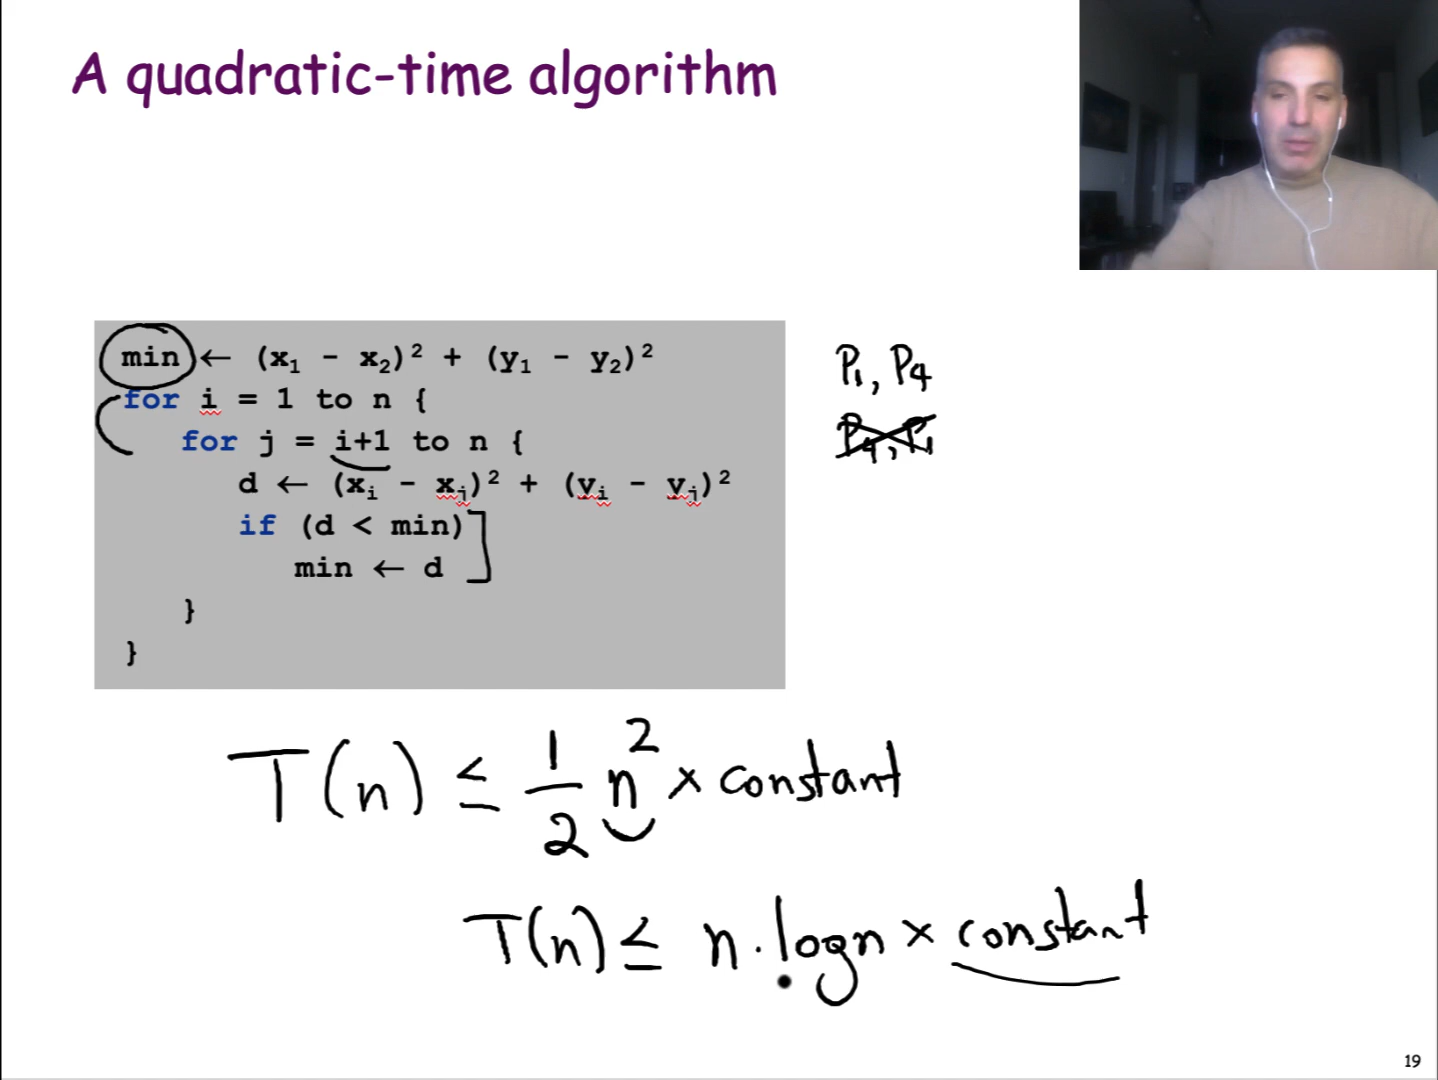 A quadratic-time algorithm
min ← (x₁ - x₂)² + (y₁ - y₂)²
for i = 1 to n {
for j = i+1 to n {
d ← (xᵢ - xⱼ)² + (yᵢ - yⱼ)²
if (d < min)
min ← d
}
}
P₁, P₄
P₄, P₁
T(n) ≤ 1/2 n² × constant
T(n) ≤ n · logn × constant
19